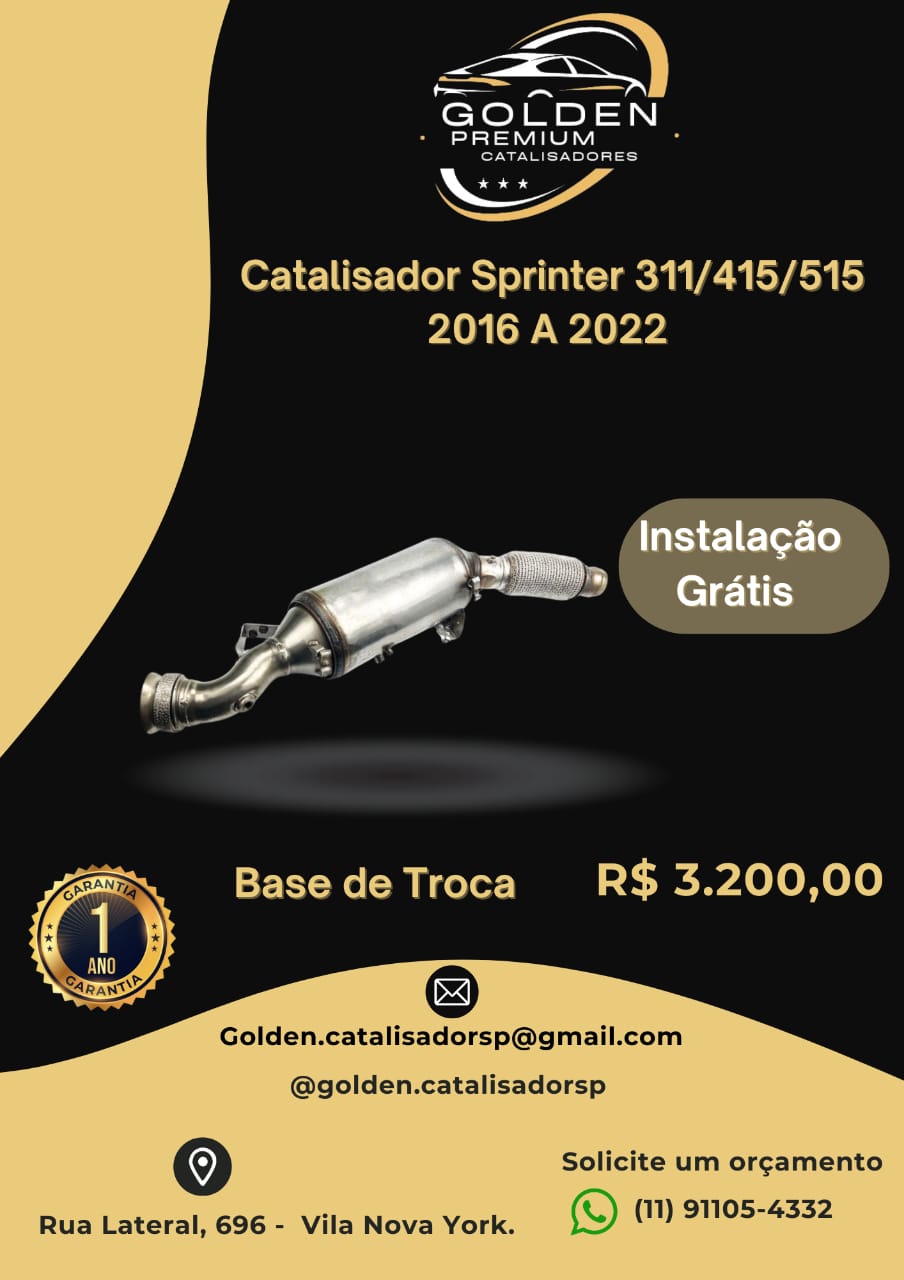 GOLDEN
PREMIUM
CATALISADORES
Catalisador Sprinter 311/415/515
2016 A 2022
Instalação
Grátis
Base de Troca
R$ 3.200,00
GARANTIA
1
ANO
GARANTIA
Golden.catalisadorsp@gmail.com
@golden.catalisadorsp
Solicite um orçamento
(11) 91105-4332
Rua Lateral, 696 - Vila Nova York.